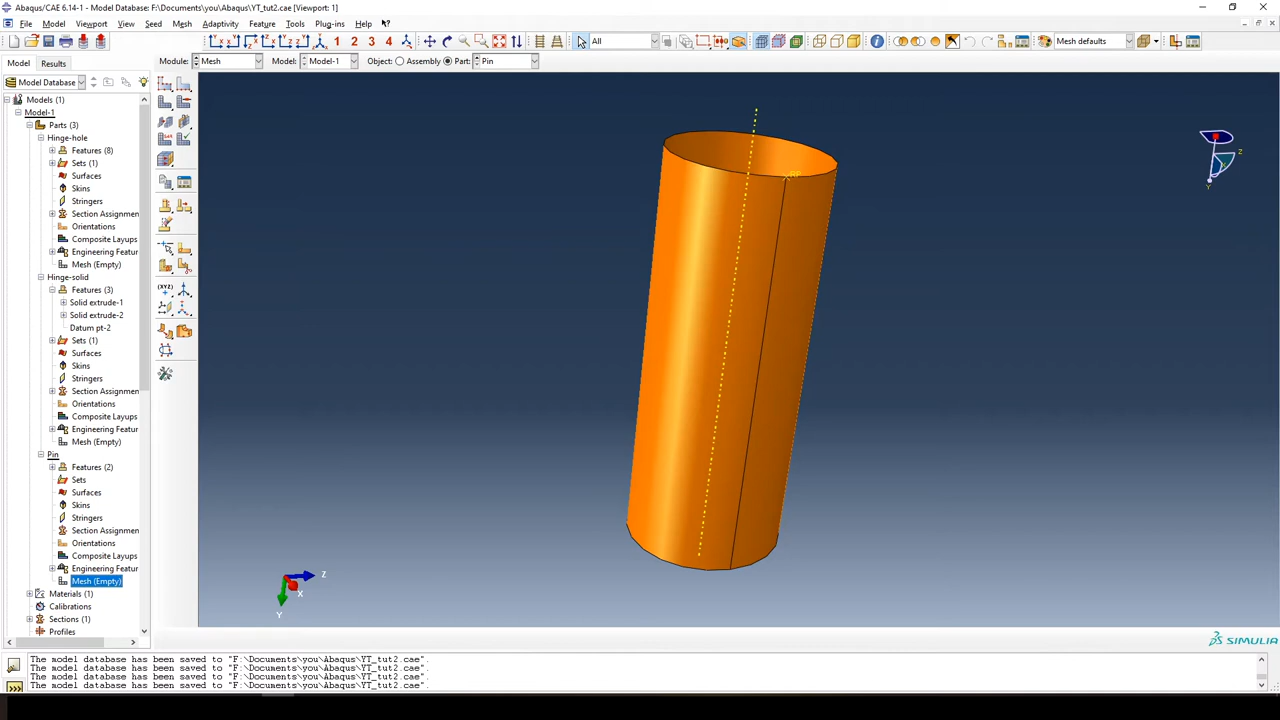 Abaqus/CAE 6.14-1 - Model Database: F:\Documents\you\Abaqus\YT_tut2.cae [Viewport: 1]
File Model Viewport View Seed Mesh Adaptivity Feature Tools Plug-ins Help
1 2 3 4 All Mesh defaults
Model Results Module: Mesh Model: Model-1 Object: Assembly Part: Pin
Model Database
Models (1)
Model-1
Parts (3)
Hinge-hole
Features (8)
Sets (1)
Surfaces
Skins
Stringers
Section Assignmen
Orientations
Composite Layups
Engineering Featur
Mesh (Empty)
Hinge-solid
Features (3)
Solid extrude-1
Solid extrude-2
Datum pt-2
Sets (1)
Surfaces
Skins
Stringers
Section Assignmen
Orientations
Composite Layups
Engineering Featur
Mesh (Empty)
Pin
Features (2)
Sets
Surfaces
Skins
Stringers
Section Assignmen
Orientations
Composite Layups
Engineering Featur
Mesh (Empty)
Materials (1)
Calibrations
Sections (1)
Profiles
(XYZ)
RP
Z
X
Y
Z
Y
SIMULIA
The model database has been saved to "F:\Documents\you\Abaqus\YT_tut2.cae".
The model database has been saved to "F:\Documents\you\Abaqus\YT_tut2.cae".
The model database has been saved to "F:\Documents\you\Abaqus\YT_tut2.cae".
The model database has been saved to "F:\Documents\you\Abaqus\YT_tut2.cae".